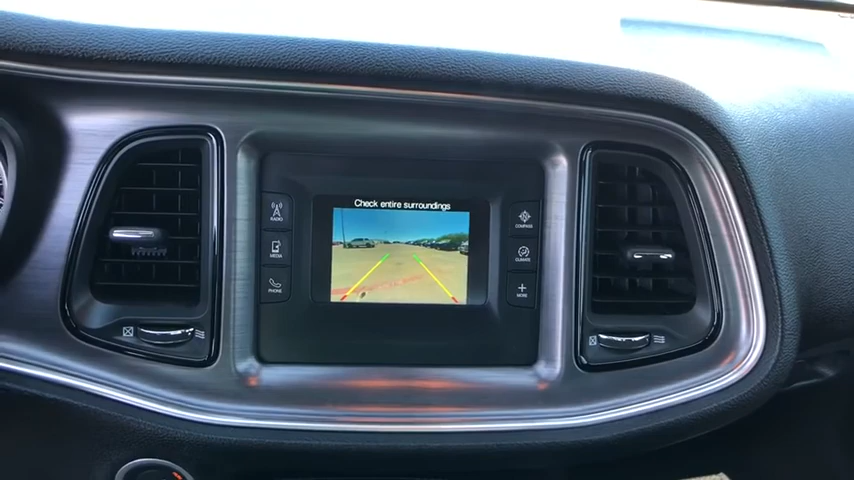 Check entire surroundings
RADIO
MEDIA
PHONE
N
COMPASS
CLIMATE
MORE